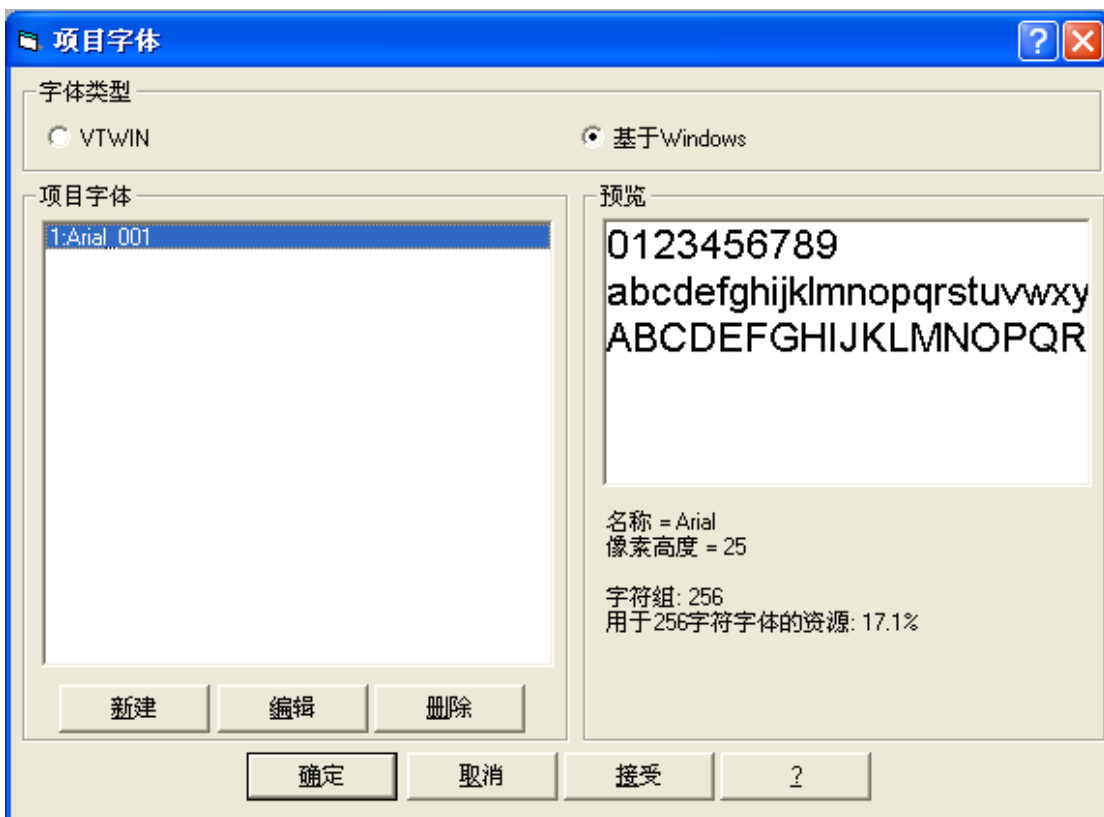 项目字体
字体类型
VTWIN
基于Windows
项目字体
1:Arial_001
新建
编辑
删除
预览
0123456789
abcdefghijklmnopqrstuvwxy
ABCDEFGHIJKLMNOPQR
名称 = Arial
像素高度 = 25
字符组: 256
用于256字符字体的资源: 17.1%
确定
取消
接受
?